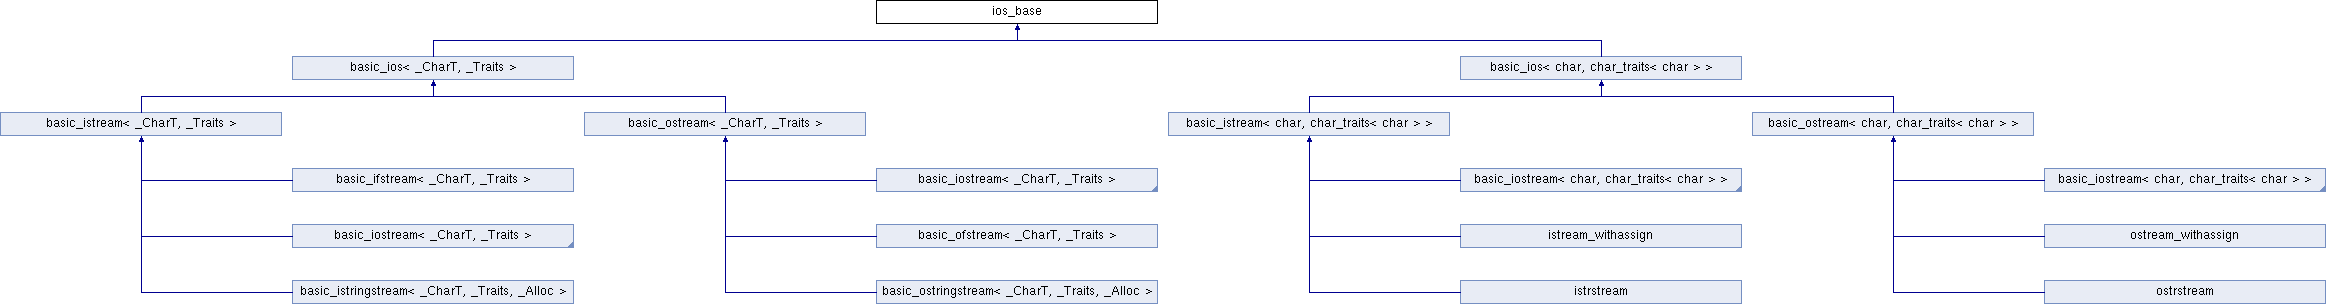 ios_base
basic_ios< _CharT, _Traits >
basic_ios< char, char_traits< char > >
basic_istream< _CharT, _Traits >
basic_ostream< _CharT, _Traits >
basic_istream< char, char_traits< char > >
basic_ostream< char, char_traits< char > >
basic_ifstream< _CharT, _Traits >
basic_iostream< _CharT, _Traits >
basic_iostream< char, char_traits< char > >
basic_iostream< char, char_traits< char > >
basic_iostream< _CharT, _Traits >
basic_ofstream< _CharT, _Traits >
istream_withassign
ostream_withassign
basic_istringstream< _CharT, _Traits, _Alloc >
basic_ostringstream< _CharT, _Traits, _Alloc >
istrstream
ostrstream